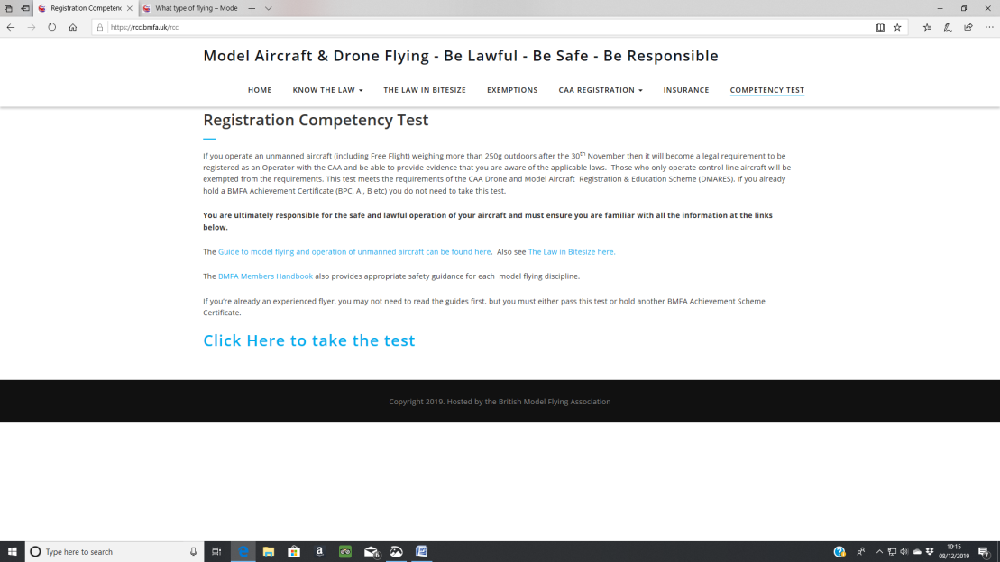 Registration Competenc
What type of flying – Mode
https://rcc.bmfa.uk/rcc
Model Aircraft & Drone Flying - Be Lawful - Be Safe - Be Responsible
HOME KNOW THE LAW THE LAW IN BITESIZE EXEMPTIONS CAA REGISTRATION INSURANCE COMPETENCY TEST
Registration Competency Test
If you operate an unmanned aircraft (including Free Flight) weighing more than 250g outdoors after the 30th November then it will become a legal requirement to be
registered as an Operator with the CAA and be able to provide evidence that you are aware of the applicable laws. Those who only operate control line aircraft will be
exempted from the requirements. This test meets the requirements of the CAA Drone and Model Aircraft Registration & Education Scheme (DMARES). If you already
hold a BMFA Achievement Certificate (BPC, A , B etc) you do not need to take this test.
You are ultimately responsible for the safe and lawful operation of your aircraft and must ensure you are familiar with all the information at the links
below.
The Guide to model flying and operation of unmanned aircraft can be found here. Also see The Law in Bitesize here.
The BMFA Members Handbook also provides appropriate safety guidance for each model flying discipline.
If you're already an experienced flyer, you may not need to read the guides first, but you must either pass this test or hold another BMFA Achievement Scheme
Certificate.
Click Here to take the test
Copyright 2019. Hosted by the British Model Flying Association
Type here to search
10:15
08/12/2019